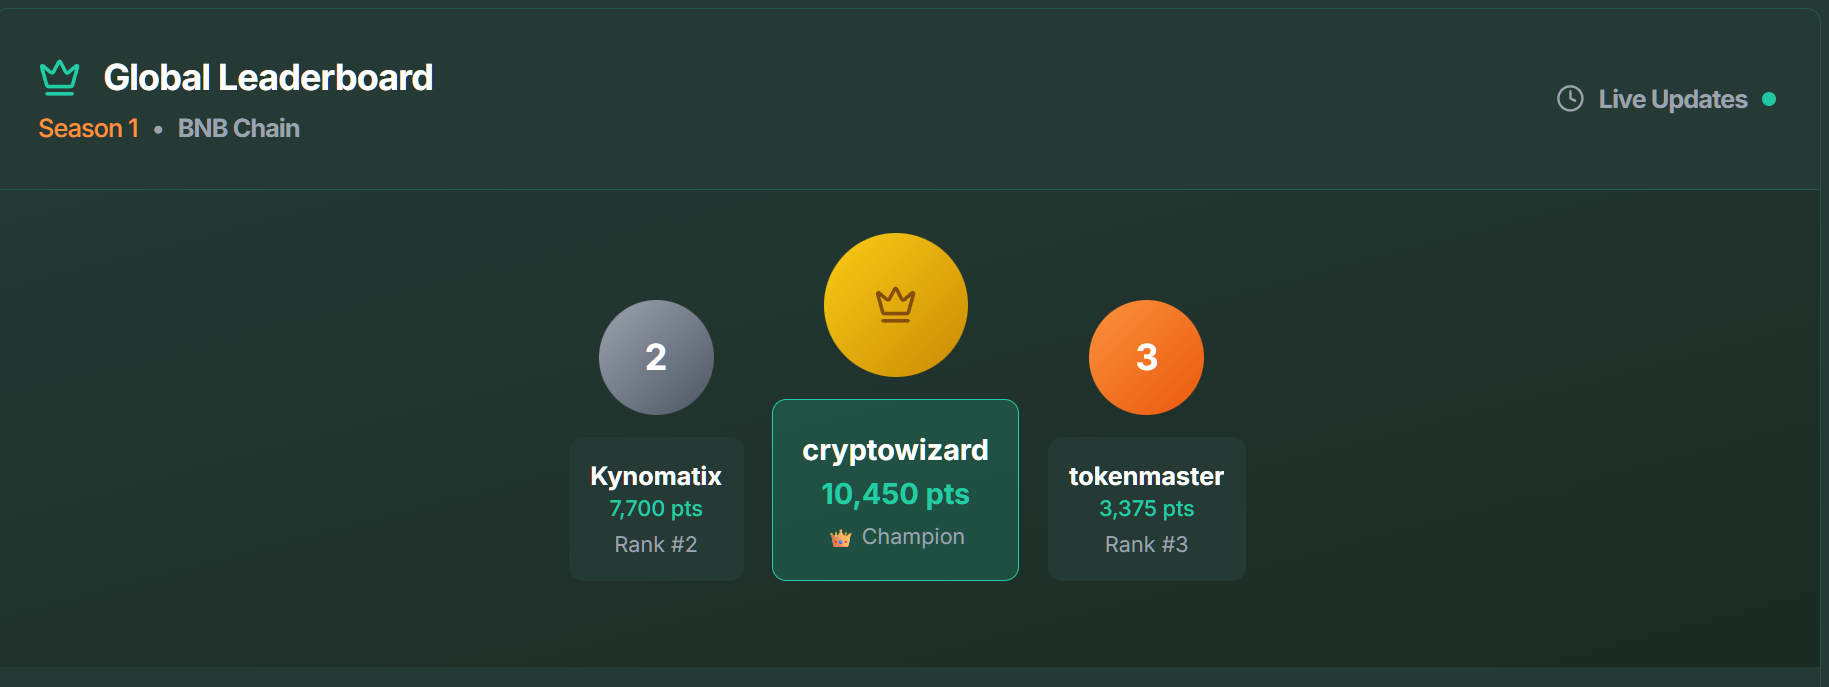 Global Leaderboard
Season 1 • BNB Chain
Live Updates
2
Kynomatix
7,700 pts
Rank #2
cryptowizard
10,450 pts
Champion
3
tokenmaster
3,375 pts
Rank #3